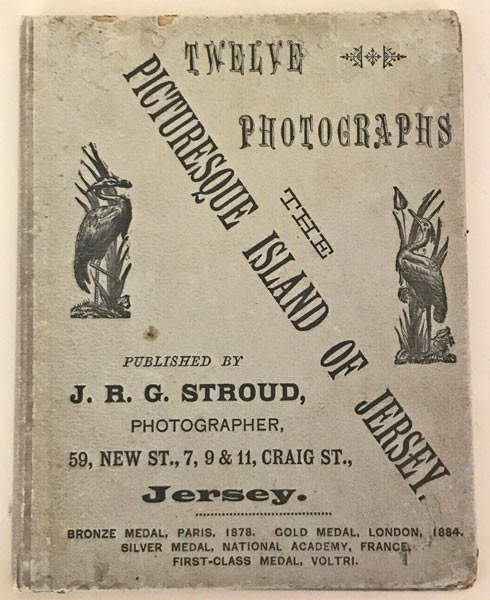 TWELVE
PHOTOGRAPHS
THE
PICTURESQUE ISLAND OF JERSEY.
PUBLISHED BY
J. R. G. STROUD,
PHOTOGRAPHER,
59, NEW ST., 7, 9 & 11, CRAIG ST.,
Jersey.
BRONZE MEDAL, PARIS, 1878. GOLD MEDAL, LONDON, 1884.
SILVER MEDAL, NATIONAL ACADEMY, FRANCE,
FIRST-CLASS MEDAL, VOLTRI.